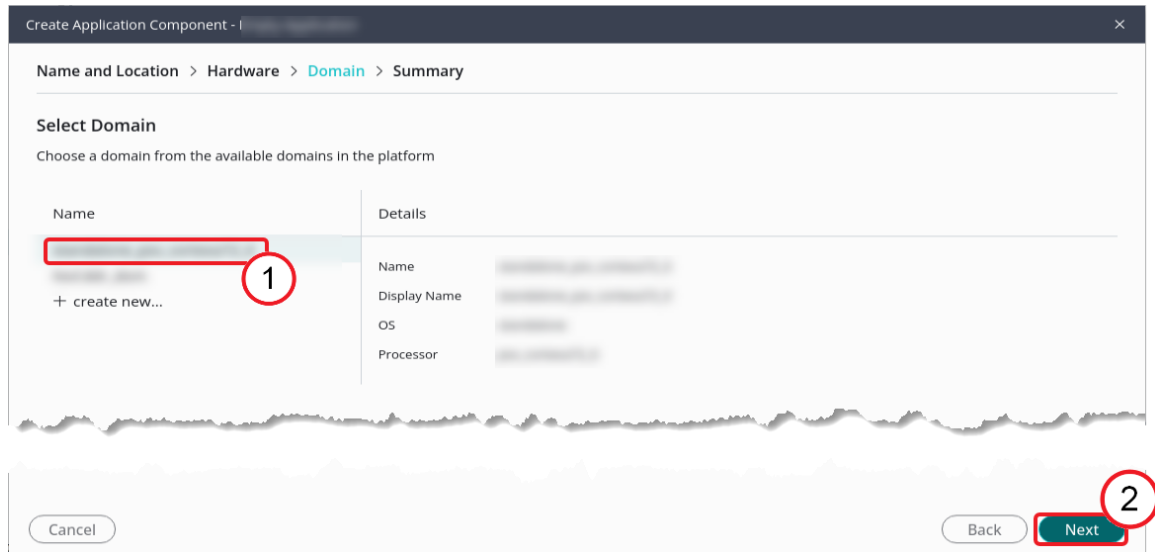 Create Application Component -
×
Name and Location > Hardware > Domain > Summary
Select Domain
Choose a domain from the available domains in the platform
Name
Details
1
+ create new...
Name
Display Name
OS
Processor
2
Cancel
Back
Next